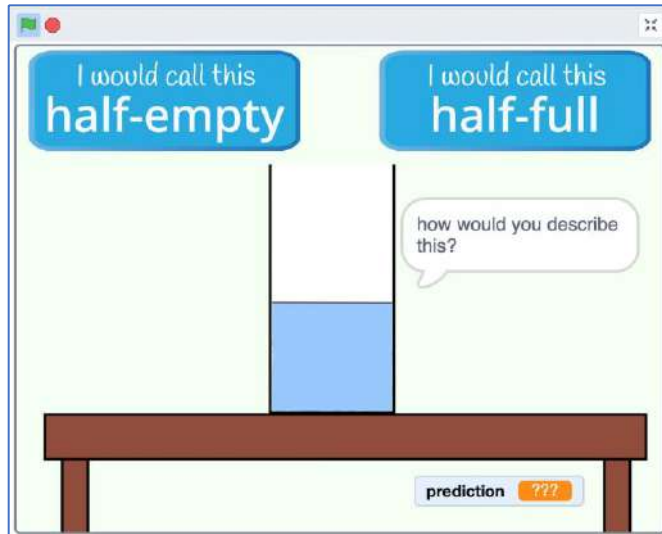 I would call this
half-empty
I would call this
half-full
how would you describe
this?
prediction ???